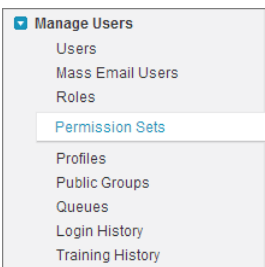 Manage Users
Users
Mass Email Users
Roles
Permission Sets
Profiles
Public Groups
Queues
Login History
Training History